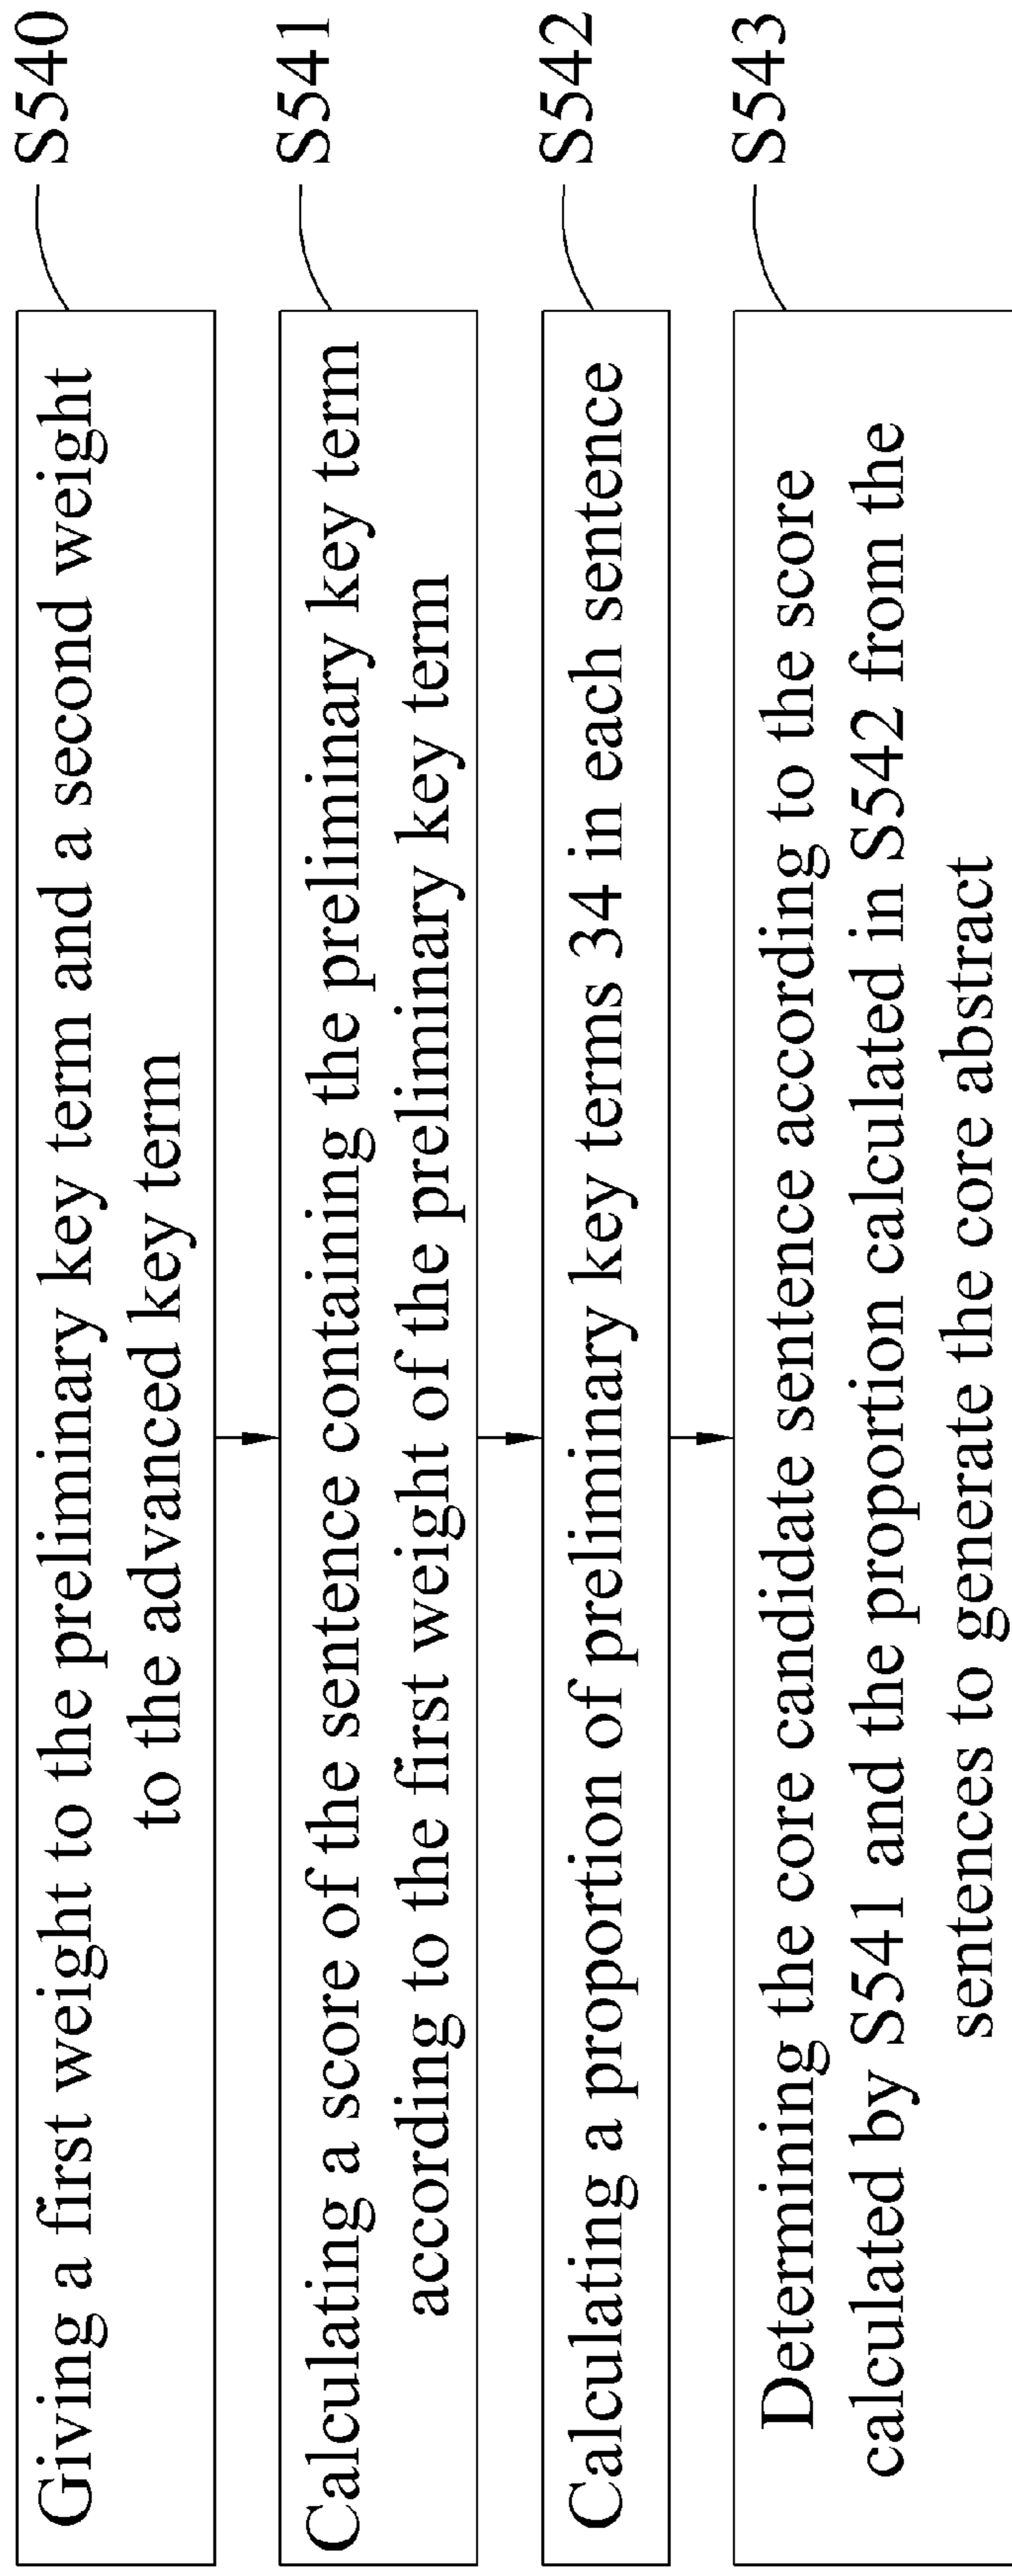 Giving a first weight to the preliminary key term and a second weight
to the advanced key term
S540
Calculating a score of the sentence containing the preliminary key term
according to the first weight of the preliminary key term
S541
Calculating a proportion of preliminary key terms 34 in each sentence
S542
Determining the core candidate sentence according to the score
calculated by S541 and the proportion calculated in S542 from the
sentences to generate the core abstract
S543